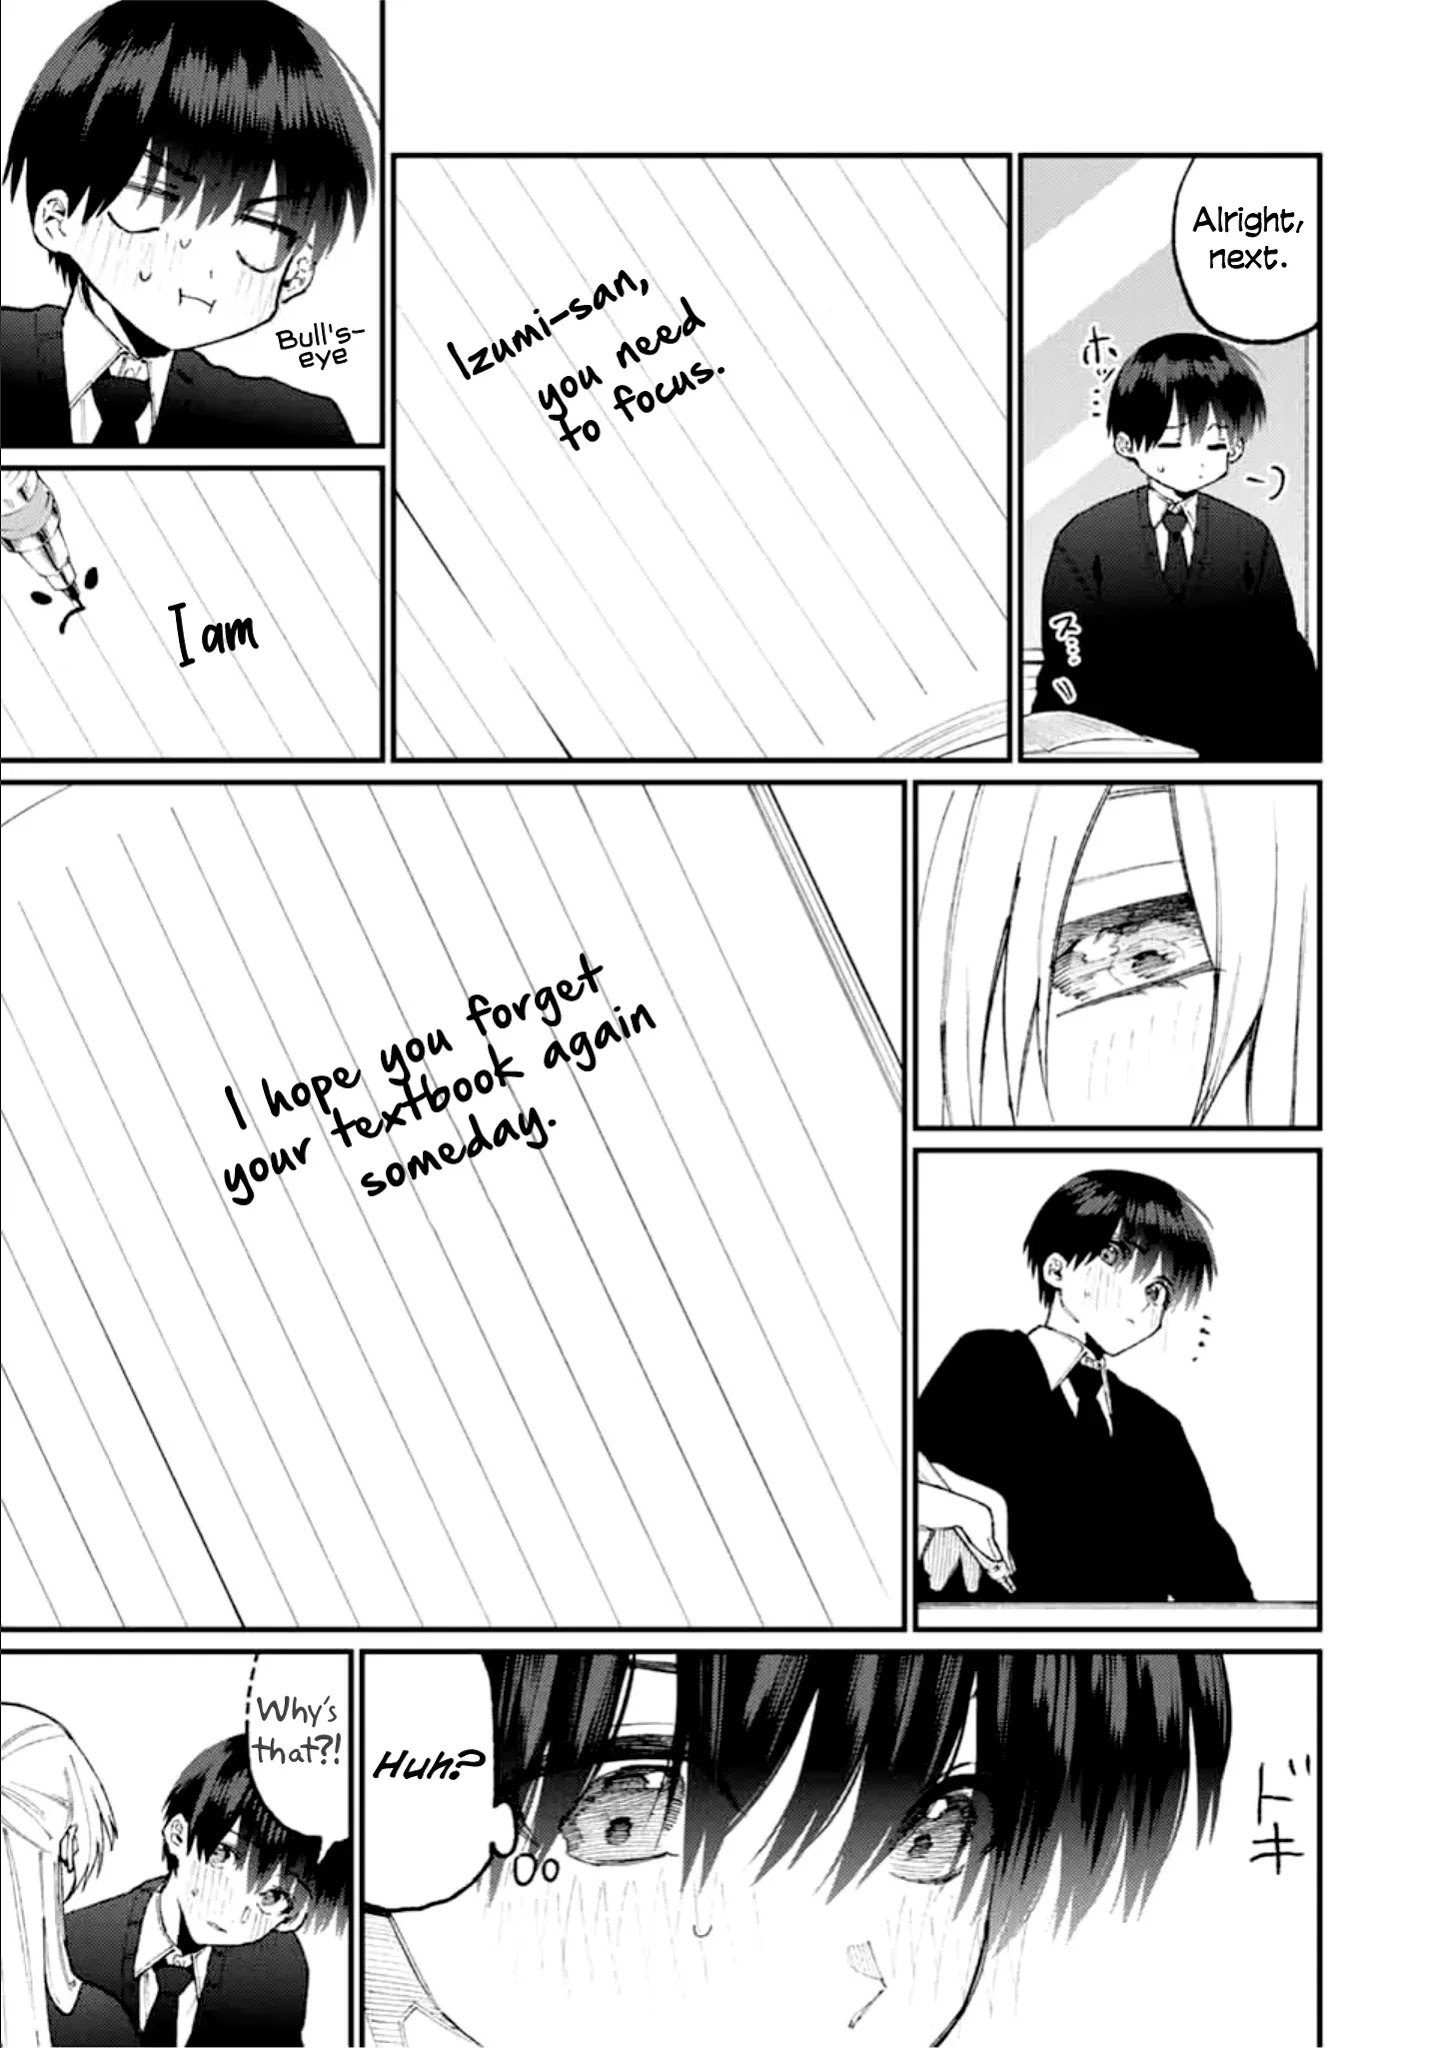 Alright,
next.
ホッ…
ス…
Izumi-san,
you need
to focus.
Bull's-
eye
I am
I hope you forget
your textbook again
someday.
ドキ
Huh?
Why's
that?!